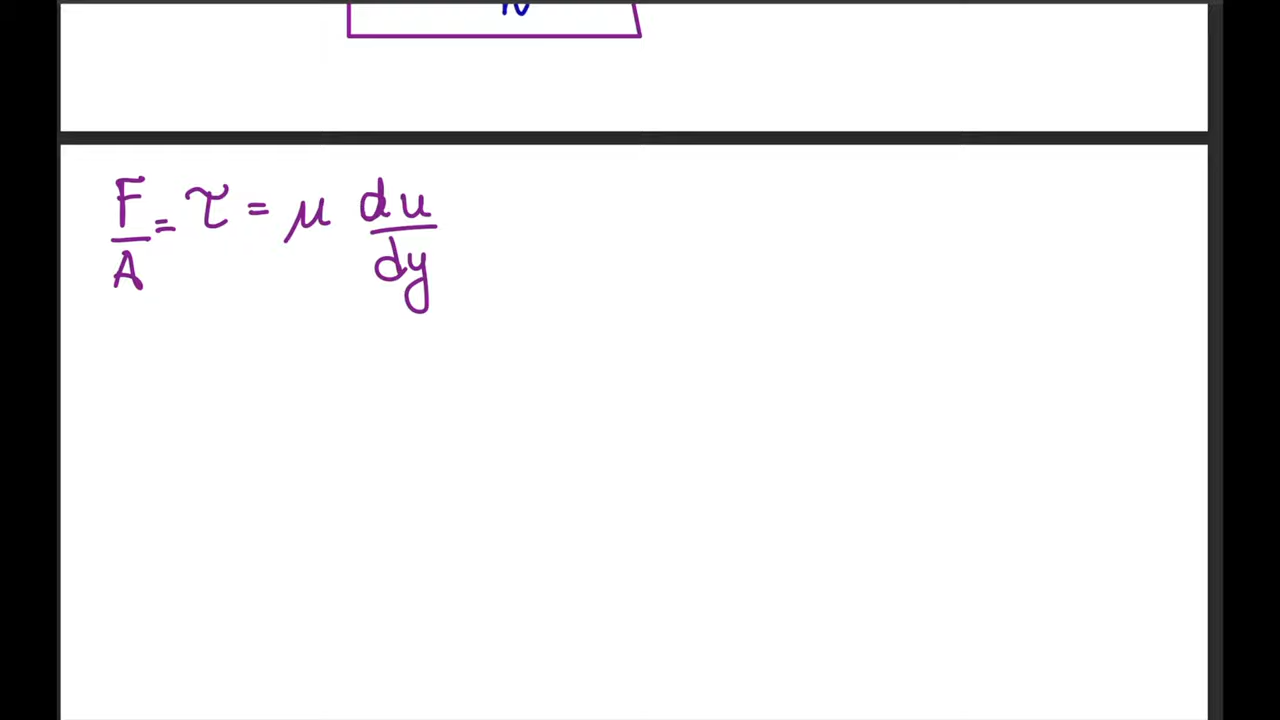 F/A = τ = μ du/dy